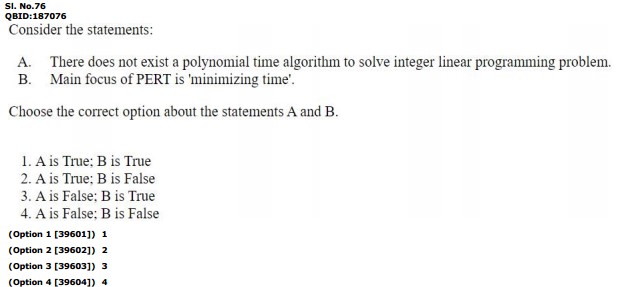 Sl. No.76
QBID:187076
Consider the statements:
A. There does not exist a polynomial time algorithm to solve integer linear programming problem.
B. Main focus of PERT is 'minimizing time'.
Choose the correct option about the statements A and B.
1. A is True; B is True
2. A is True; B is False
3. A is False; B is True
4. A is False; B is False
(Option 1 [39601]) 1
(Option 2 [39602]) 2
(Option 3 [39603]) 3
(Option 4 [39604]) 4